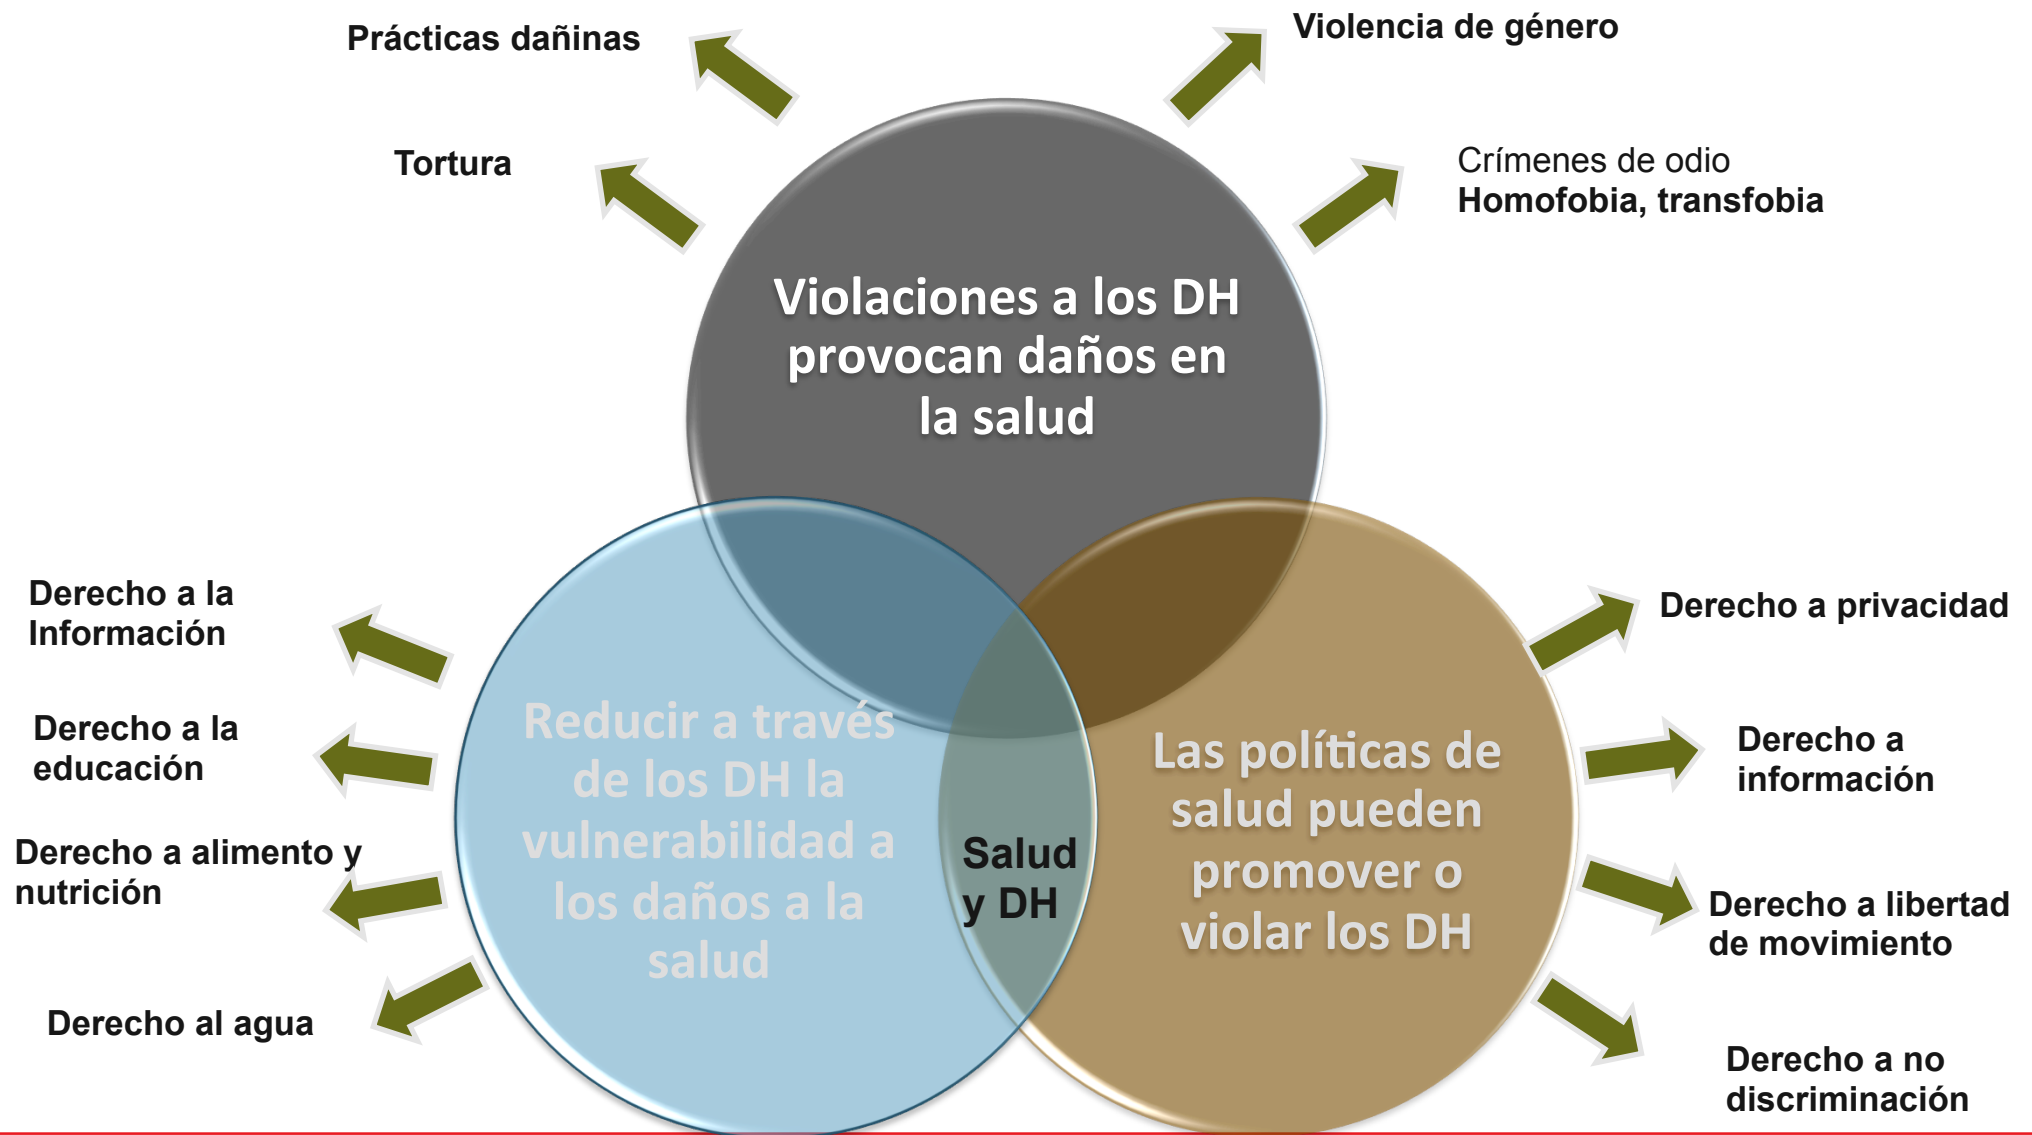 Prácticas dañinas
Violencia de género
Tortura
Crímenes de odio
Homofobia, transfobia
Violaciones a los DH
provocan daños en
la salud
Derecho a la
Información
Derecho a la
educación
Derecho a alimento y
nutrición
Derecho al agua
Reducir a través
de los DH la
vulnerabilidad a
los daños a la
salud
Salud
y DH
Las políticas de
salud pueden
promover o
violar los DH
Derecho a privacidad
Derecho a
información
Derecho a libertad
de movimiento
Derecho a no
discriminación